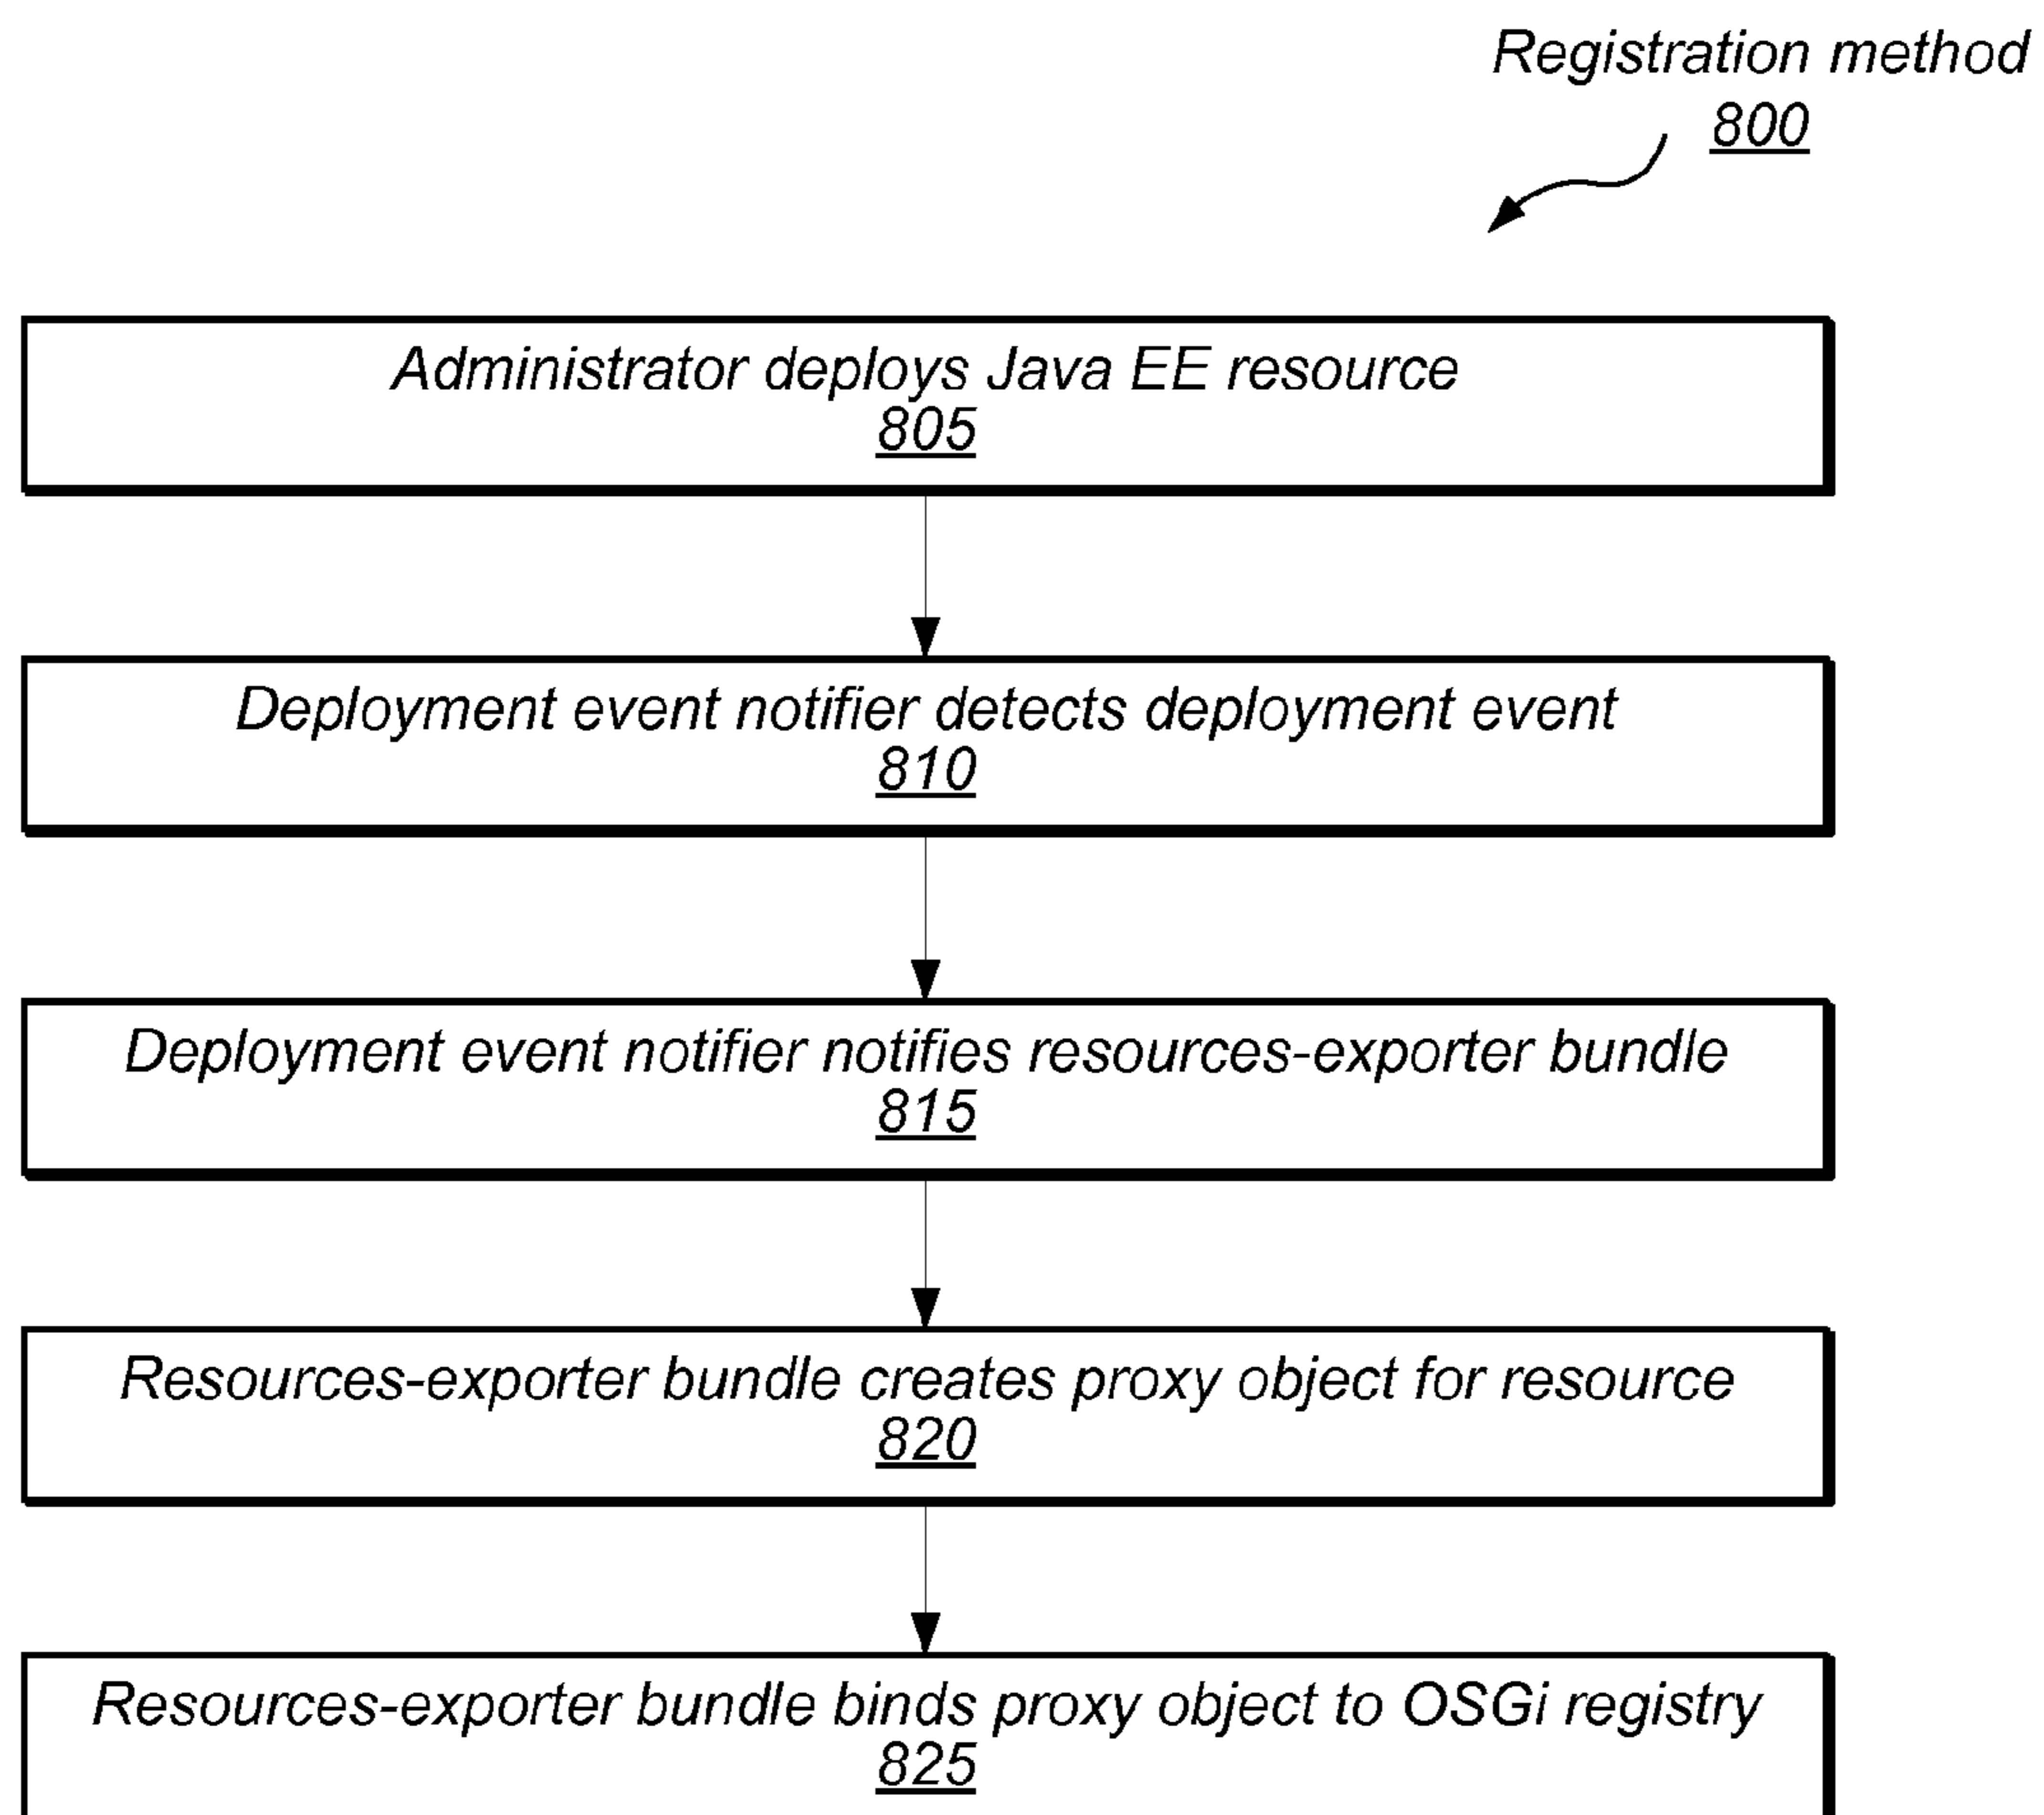 Registration method
800
Administrator deploys Java EE resource
805
Deployment event notifier detects deployment event
810
Deployment event notifier notifies resources-exporter bundle
815
Resources-exporter bundle creates proxy object for resource
820
Resources-exporter bundle binds proxy object to OSGi registry
825